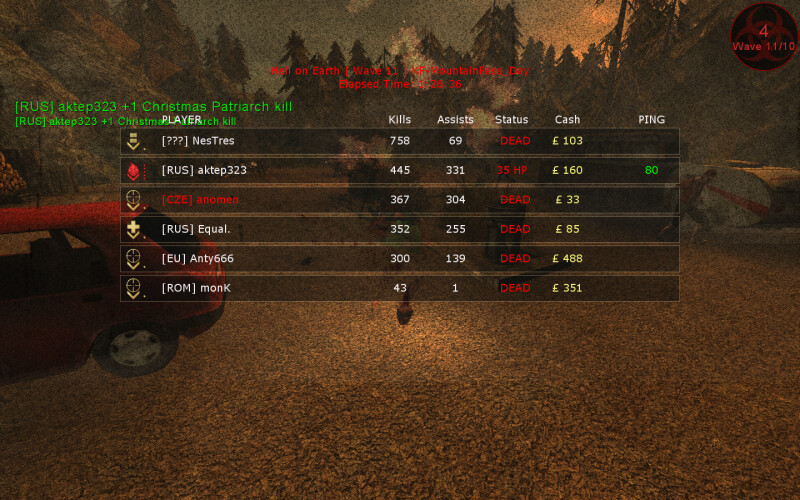 4
Wave 11/10
Hell on Earth | Wave 11 | KF-MountainPass, Day
Elapsed Time
[RUS] aktep323 +1 Christmas Patriarch kill
[RUS] aktep323 +1 Christmas Patriarch kill
PLAYER Kills Assists Status Cash PING
[???] NesTres 758 69 DEAD £ 103
[RUS] aktep323 445 331 35 HP £ 160 80
[CZE] anomen 367 304 DEAD £ 33
[RUS] Equal. 352 255 DEAD £ 85
[EU] Anty666 300 139 DEAD £ 488
[ROM] monK 43 1 DEAD £ 351